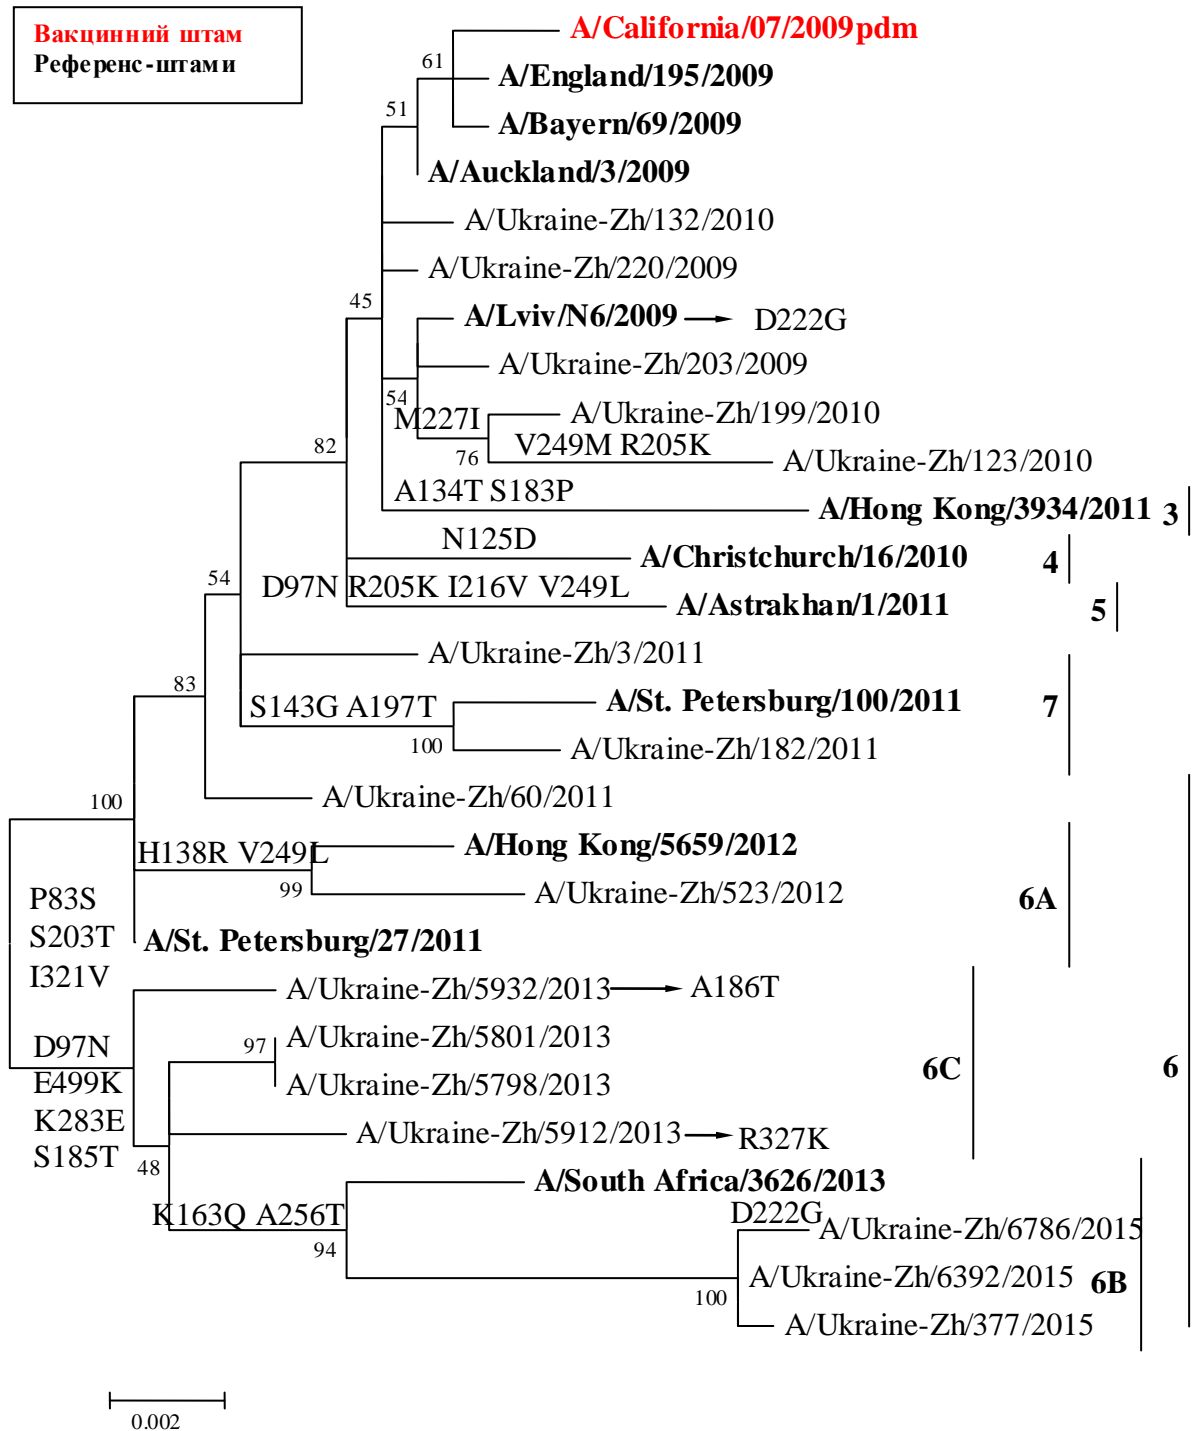 Вакцинний штам
Референс-штами
A/California/07/2009pdm
61
A/England/195/2009
51
A/Bayern/69/2009
A/Auckland/3/2009
A/Ukraine-Zh/132/2010
A/Ukraine-Zh/220/2009
45
A/Lviv/N6/2009
D222G
A/Ukraine-Zh/203/2009
54
M227I
A/Ukraine-Zh/199/2010
82
76
V249M R205K
A/Ukraine-Zh/123/2010
A134T S183P
A/Hong Kong/3934/2011
3
N125D
A/Christchurch/16/2010
4
54
D97N R205K I216V V249L
A/Astrakhan/1/2011
5
A/Ukraine-Zh/3/2011
83
S143G A197T
A/St. Petersburg/100/2011
7
100
A/Ukraine-Zh/182/2011
A/Ukraine-Zh/60/2011
100
H138R V249L
A/Hong Kong/5659/2012
99
A/Ukraine-Zh/523/2012
6A
P83S
S203T
I321V
A/St. Petersburg/27/2011
A/Ukraine-Zh/5932/2013
A186T
D97N
E499K
K283E
S185T
97
A/Ukraine-Zh/5801/2013
A/Ukraine-Zh/5798/2013
6C
6
A/Ukraine-Zh/5912/2013
R327K
48
A/South Africa/3626/2013
K163Q A256T
94
D222G
A/Ukraine-Zh/6786/2015
100
A/Ukraine-Zh/6392/2015
6B
A/Ukraine-Zh/377/2015
0.002